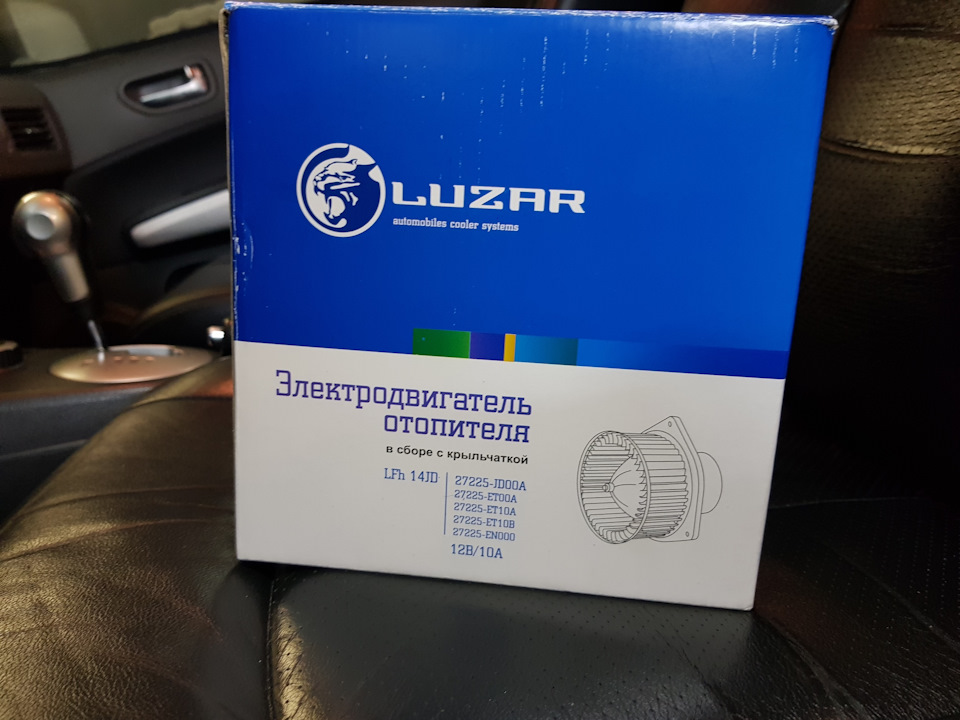 LUZAR
automobiles cooler systems
Электродвигатель
отопителя
в сборе с крыльчаткой
LFh 14JD
27225-JD00A
27225-ET00A
27225-ET10A
27225-ET10B
27225-EN000
12В/10А